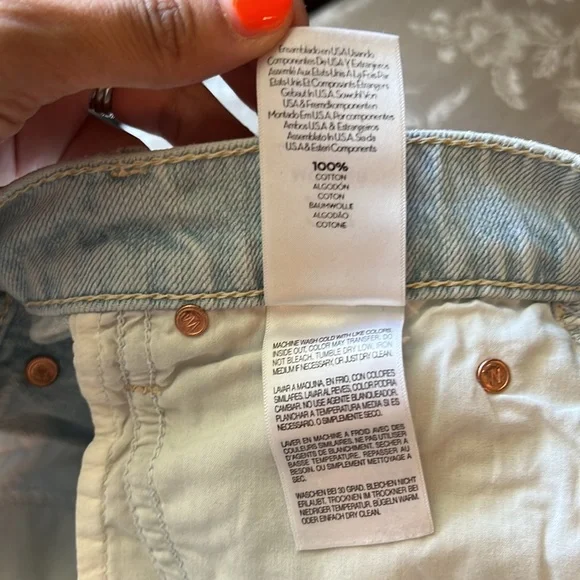 Ensamblado en USA Usando
Componentes De USA Y Extranjeros
Assemblé Aux Etats-Unis A La Fois Par
Etats Unis Et Composants Etrangers
Gebaut In U.S.A. Sowohl Von
USA & Fremdkomponenten
Montado Em U.S.A. Por Componentes
Ambos USA & Estrangeiros
Assemblato In U.S.A. Sia da
U.S.A & Esteri Componenti
100%
COTTON
ALGODÓN
COTON
BAUMWOLLE
ALGODÃO
COTONE
MACHINE WASH COLD WITH LIKE COLORS,
INSIDE OUT. COLOR MAY TRANSFER. DO
NOT BLEACH. TUMBLE DRY LOW. IRON
MEDIUM IF NECESSARY, OR JUST DRY CLEAN.
LAVAR A MAQUINA, EN FRIO, CON COLORES
SIMILARES, LAVAR AL REVES, COLOR PODRIA
CAMBIAR. NO USE AGENTE BLANQUEADOR,
PLANCHAR A TEMPERATURA MEDIA SI ES
NECESARIO. O SIMPLEMENTE SECO.
LAVER EN MACHINE A FROID AVEC DES
COULEURS SIMILAIRES. NE PAS UTILISER
D'AGENTS DE BLANCHIMENT. SECHER A
BASSE TEMPERATURE. REPASSER AU
BESOIN. OU SIMPLEMENT NETTOYAGE A
SEC.
WASCHEN BEI 30 GRAD. BLEICHEN NICHT
ERLAUBT. TROCKNEN IM TROCKNER BEI
NIEDRIGER TEMPERATUR. BÜGELN WARM.
ODER EINFACH DRY CLEAN.